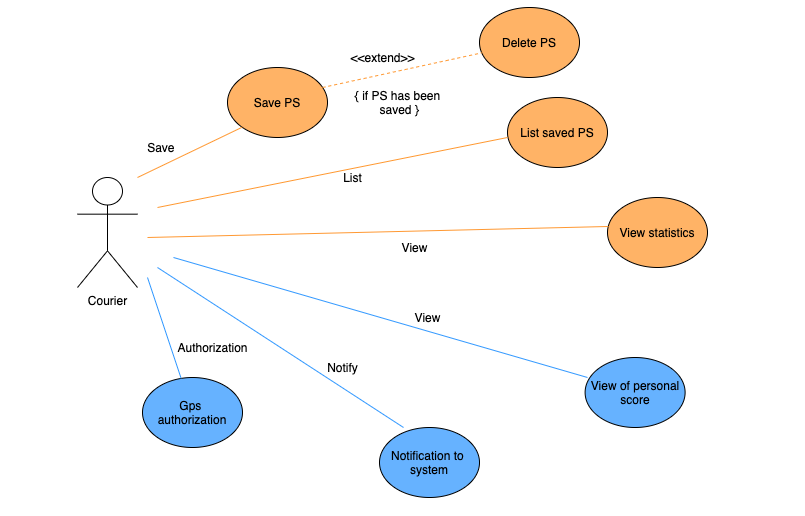 Delete PS
<<extend>>
Save PS
{ if PS has been
saved }
List saved PS
Save
List
View statistics
View
Courier
View
Authorization
Notify
View of personal
score
Gps
authorization
Notification to
system